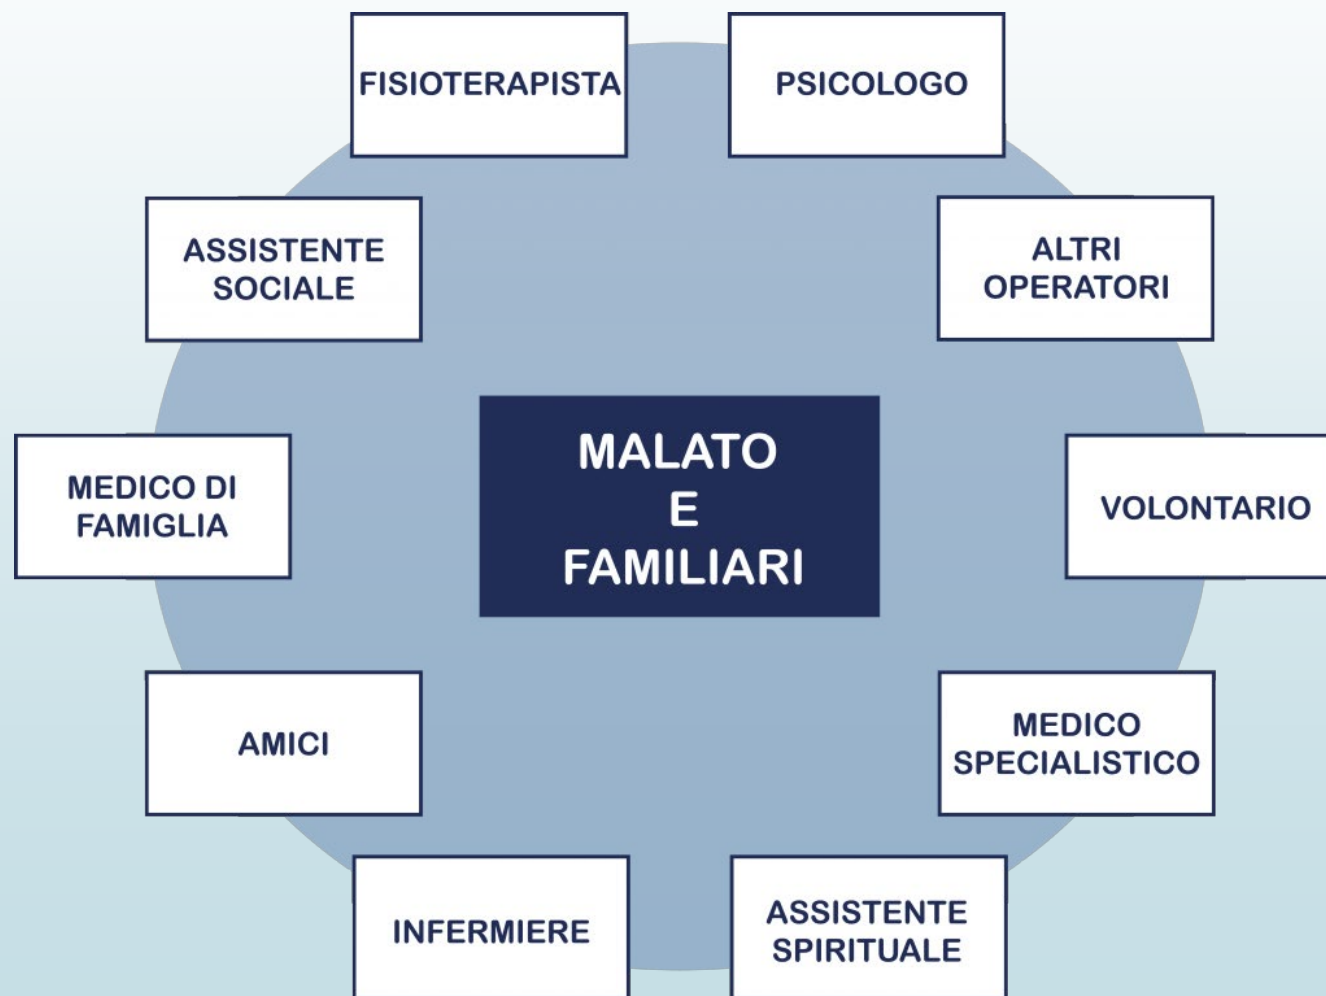 FISIOTERAPISTA
PSICOLOGO
ASSISTENTE
SOCIALE
ALTRI
OPERATORI
MALATO
E
FAMILIARI
MEDICO DI
FAMIGLIA
VOLONTARIO
AMICI
MEDICO
SPECIALISTICO
INFERMIERE
ASSISTENTE
SPIRITUALE